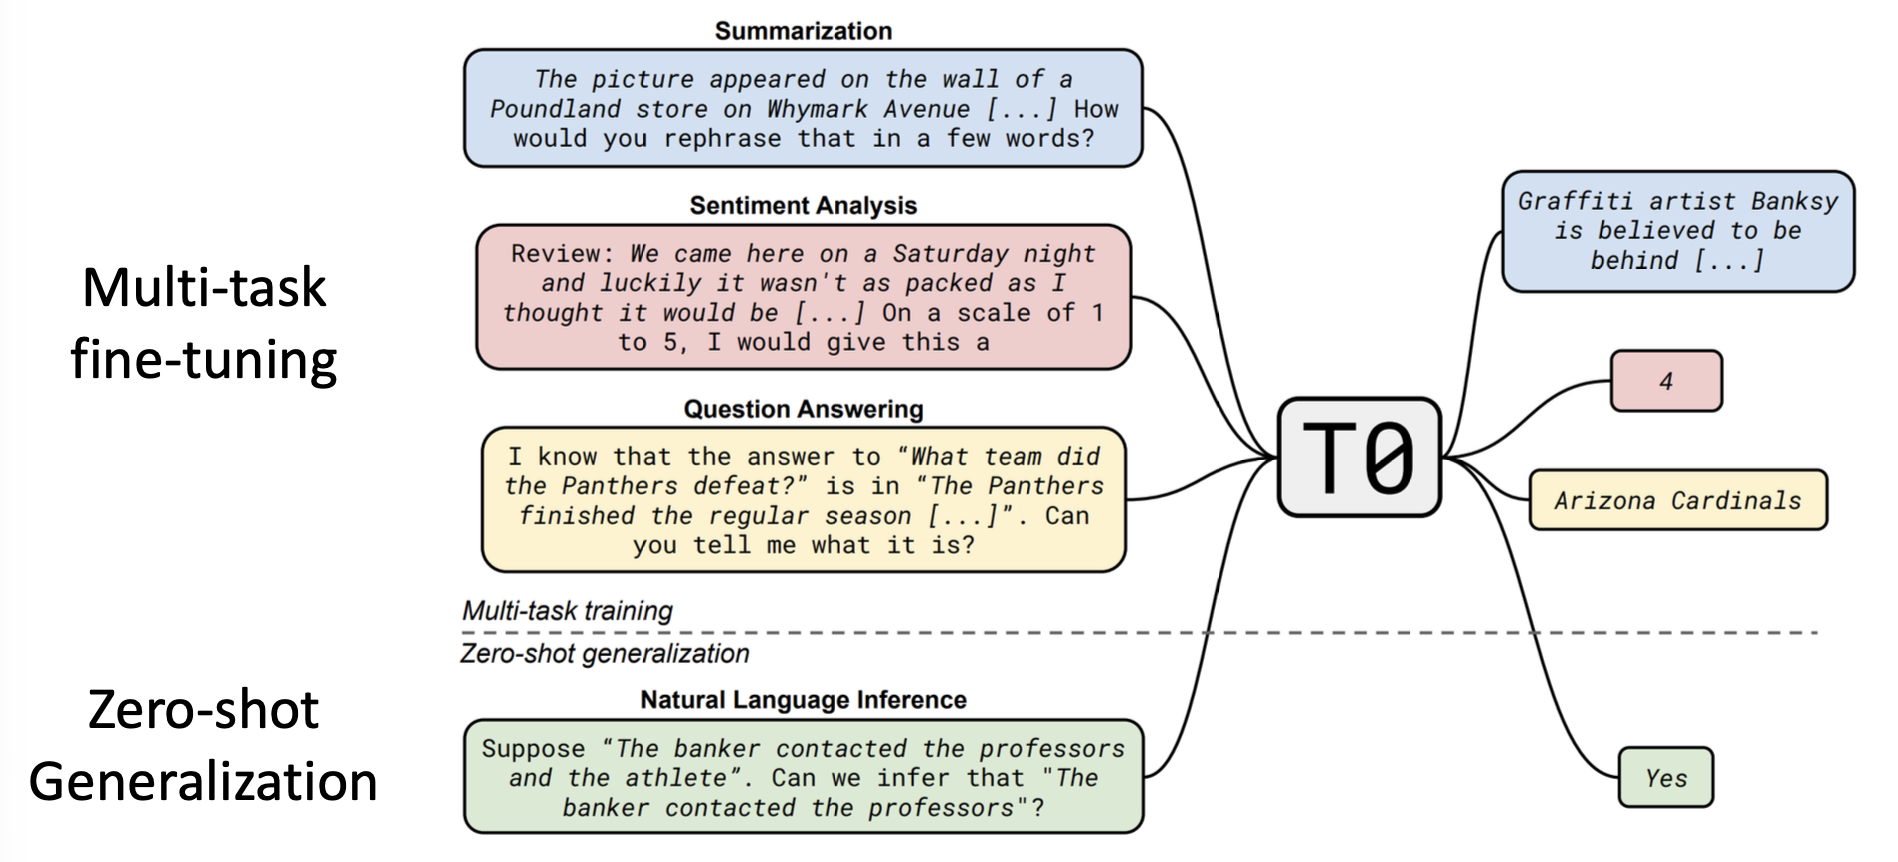 Summarization
The picture appeared on the wall of a
Poundland store on Whymark Avenue [...] How
would you rephrase that in a few words?
Sentiment Analysis
Review: We came here on a Saturday night
and luckily it wasn't as packed as I
thought it would be [...] On a scale of 1
to 5, I would give this a
Question Answering
I know that the answer to “What team did
the Panthers defeat?” is in “The Panthers
finished the regular season [...]”. Can
you tell me what it is?
Multi-task
fine-tuning
Multi-task training
Zero-shot generalization
Zero-shot
Generalization
Natural Language Inference
Suppose “The banker contacted the professors
and the athlete”. Can we infer that "The
banker contacted the professors"?
T0
Graffiti artist Banksy
is believed to be
behind [...]
4
Arizona Cardinals
Yes